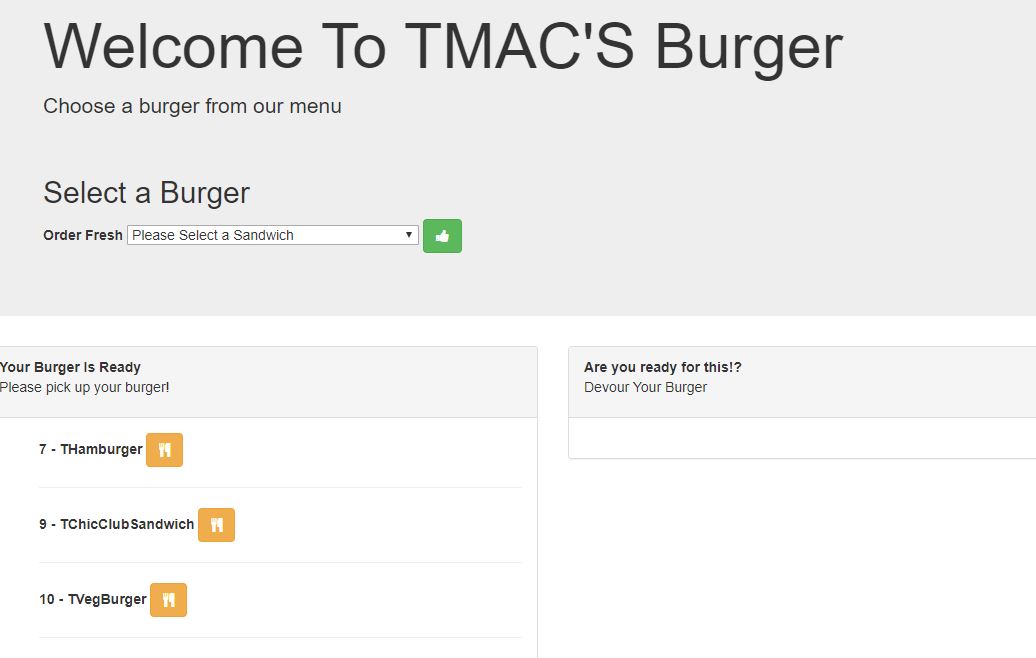 Welcome To TMAC'S Burger
Choose a burger from our menu
Select a Burger
Order Fresh Please Select a Sandwich
Your Burger Is Ready
Please pick up your burger!
7 - THamburger
9 - TChicClubSandwich
10 - TVegBurger
Are you ready for this!?
Devour Your Burger